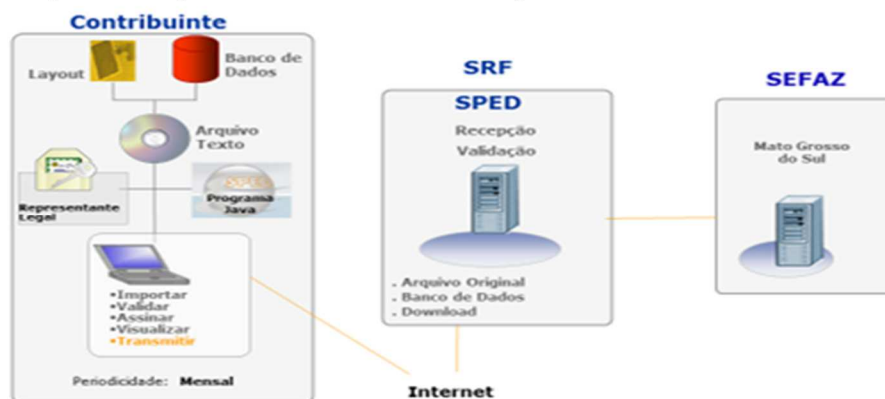 Contribuinte
Layout
Banco de
Dados
Arquivo
Texto
Representante
Legal
SPED
Programa
Java
•Importar
•Validar
•Assinar
•Visualizar
•Transmitir
Periodicidade: Mensal
SRF
SPED
Recepção
Validação
. Arquivo Original
. Banco de Dados
. Download
Internet
SEFAZ
Mato Grosso
do Sul